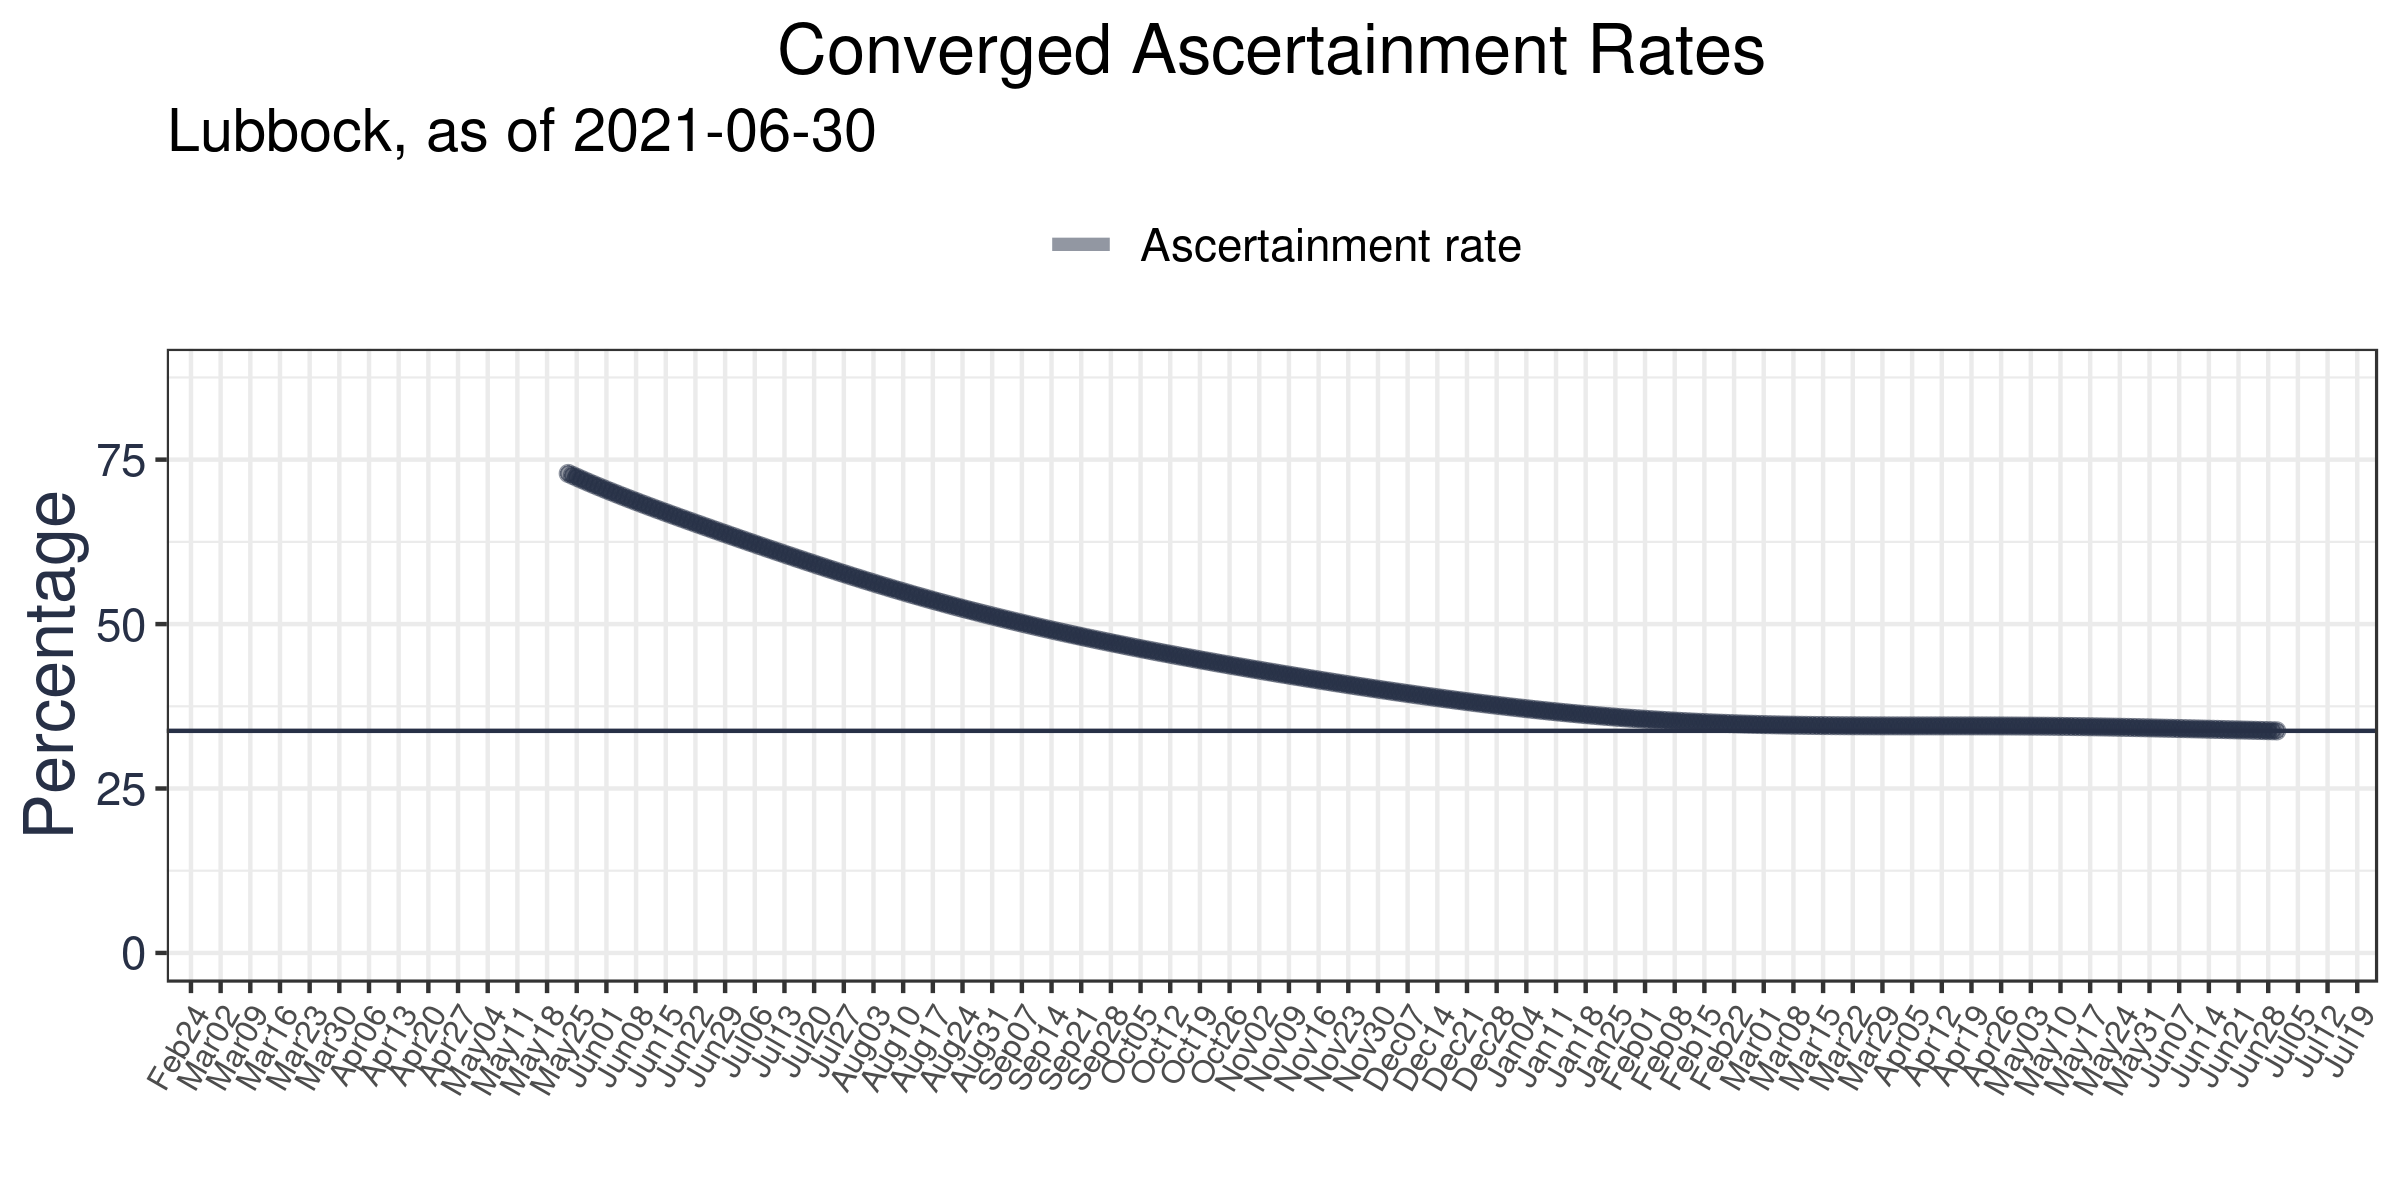 Converged Ascertainment Rates
Lubbock, as of 2021-06-30
Ascertainment rate
Percentage
75
50
25
0
Feb24 Mar02 Mar09 Mar16 Mar23 Mar30 Apr06 Apr13 Apr20 Apr27 May04 May11 May18 May25 Jun01 Jun08 Jun15 Jun22 Jun29 Jul06 Jul13 Jul20 Jul27 Aug03 Aug10 Aug17 Aug24 Aug31 Sep07 Sep14 Sep21 Sep28 Oct05 Oct12 Oct19 Oct26 Nov02 Nov09 Nov16 Nov23 Nov30 Dec07 Dec14 Dec21 Dec28 Jan04 Jan11 Jan18 Jan25 Feb01 Feb08 Feb15 Feb22 Mar01 Mar08 Mar15 Mar22 Mar29 Apr05 Apr12 Apr19 Apr26 May03 May10 May17 May24 May31 Jun07 Jun14 Jun21 Jun28 Jul05 Jul12 Jul19